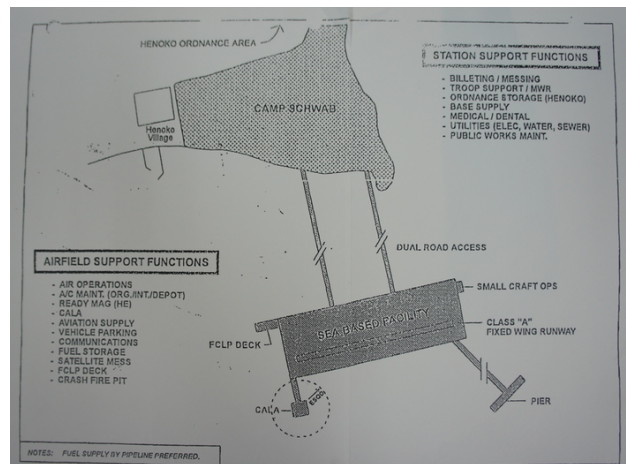 HENOKO ORDNANCE AREA
STATION SUPPORT FUNCTIONS
- BILLETING / MESSING
- TROOP SUPPORT / MWR
- ORDNANCE STORAGE (HENOKO)
- BASE SUPPLY
- MEDICAL / DENTAL
- UTILITIES (ELEC, WATER, SEWER)
- PUBLIC WORKS MAINT.
CAMP SCHWAB
Henoko
Village
DUAL ROAD ACCESS
AIRFIELD SUPPORT FUNCTIONS
- AIR OPERATIONS
- A/C MAINT. (ORG./INT./DEPOT)
- READY MAG (HE)
- CALA
- AVIATION SUPPLY
- VEHICLE PARKING
- COMMUNICATIONS
- FUEL STORAGE
- SATELLITE MESS
- FCLP DECK
- CRASH FIRE PIT
SMALL CRAFT OPS
SEA BASED FACILITY
CLASS "A"
FIXED WING RUNWAY
FCLP DECK
CALA
PIER
NOTES: FUEL SUPPLY BY PIPELINE PREFERRED.